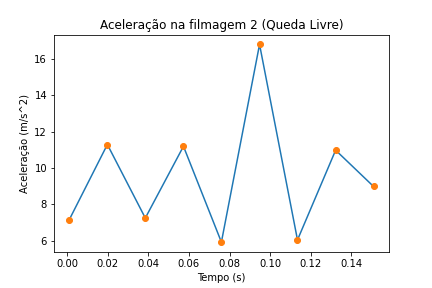 Aceleração na filmagem 2 (Queda Livre)
Aceleração (m/s^2)
16
14
12
10
8
6
0.00 0.02 0.04 0.06 0.08 0.10 0.12 0.14
Tempo (s)